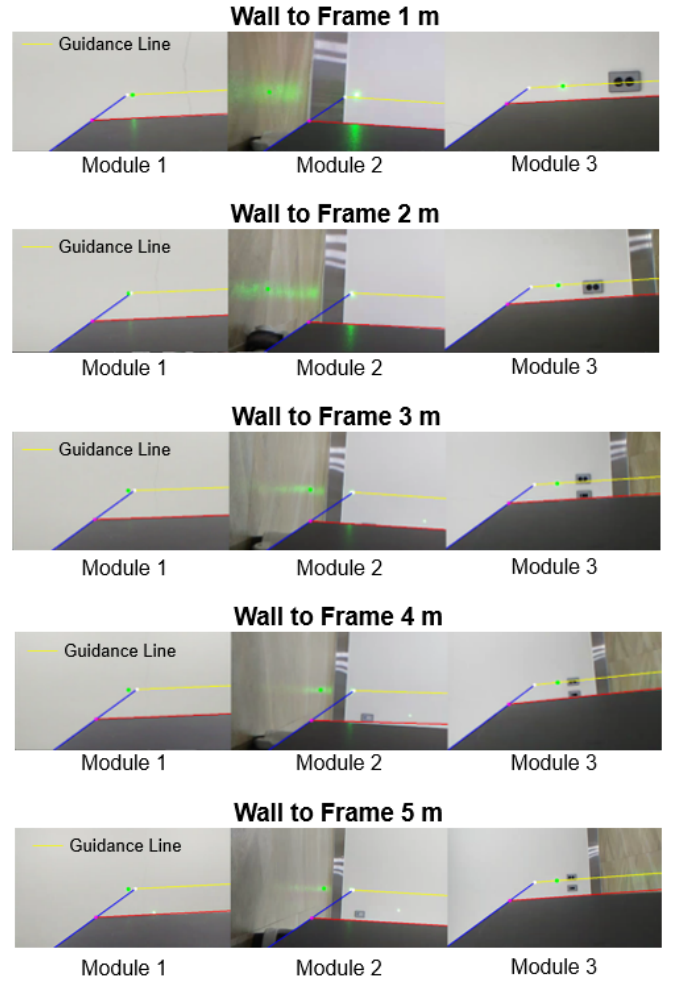 Wall to Frame 1 m
Guidance Line
Module 1
Module 2
Module 3
Wall to Frame 2 m
Guidance Line
Module 1
Module 2
Module 3
Wall to Frame 3 m
Guidance Line
Module 1
Module 2
Module 3
Wall to Frame 4 m
Guidance Line
Module 1
Module 2
Module 3
Wall to Frame 5 m
Guidance Line
Module 1
Module 2
Module 3